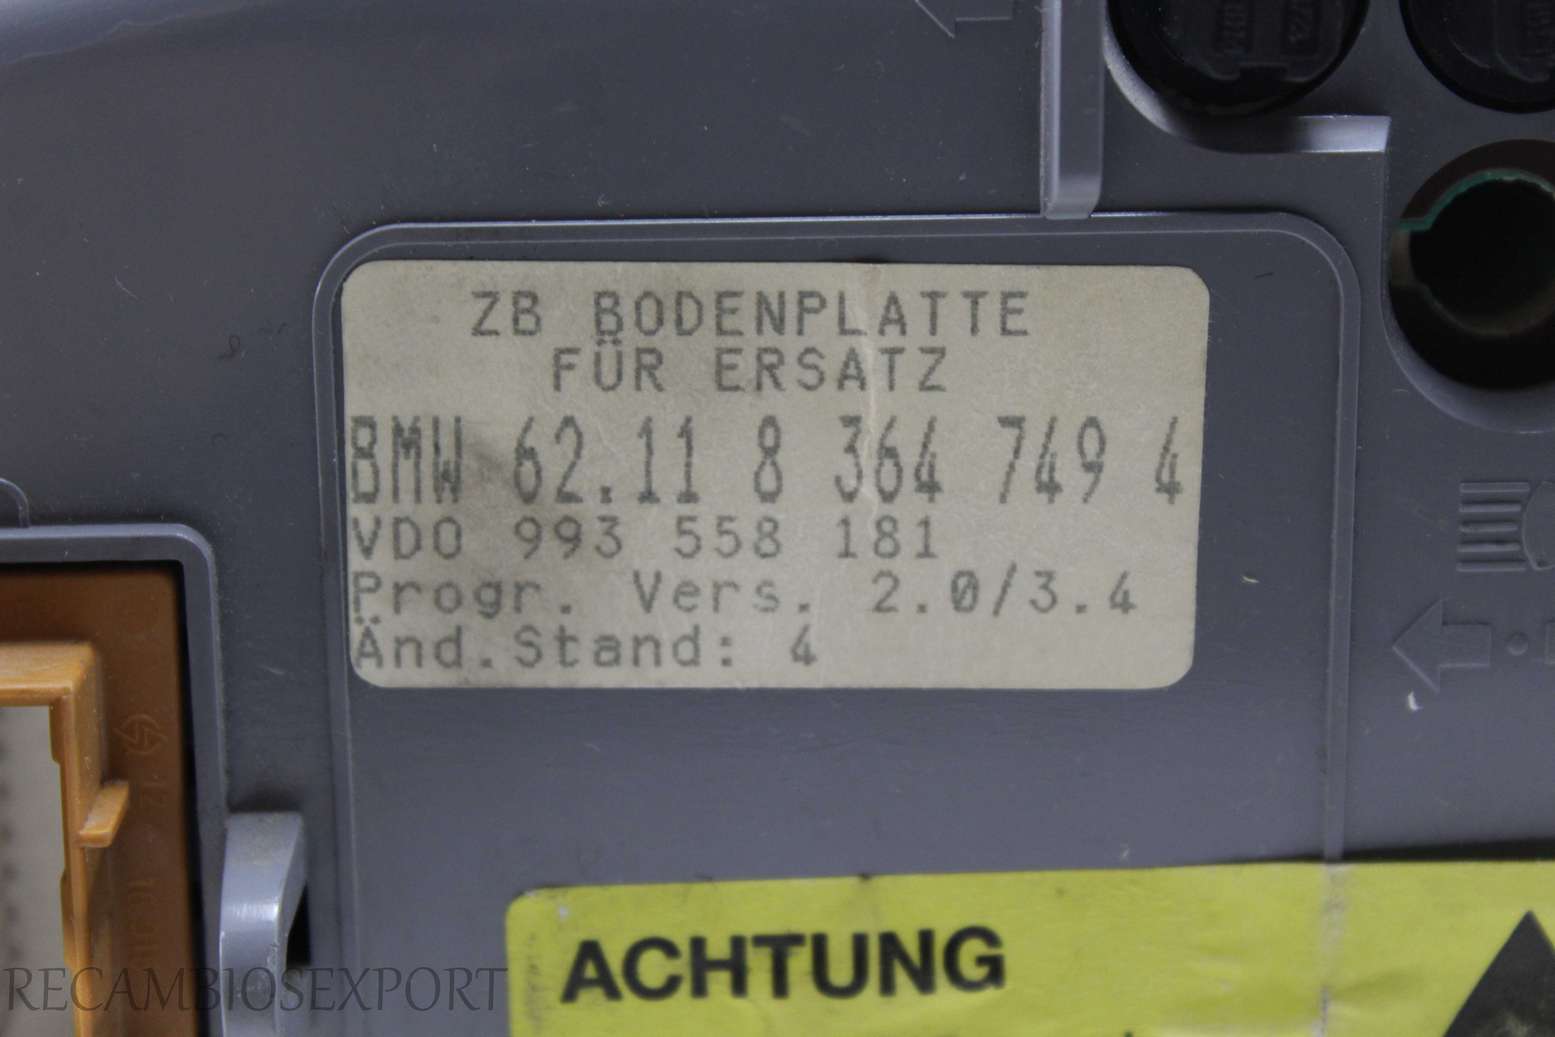 ZB BODENPLATTE
FÜR ERSATZ
BMW 62.11 8 364 749 4
VDO 993 558 181
Progr. Vers. 2.0/3.4
Änd.Stand: 4
ACHTUNG
RECAMBIOSEXPORT